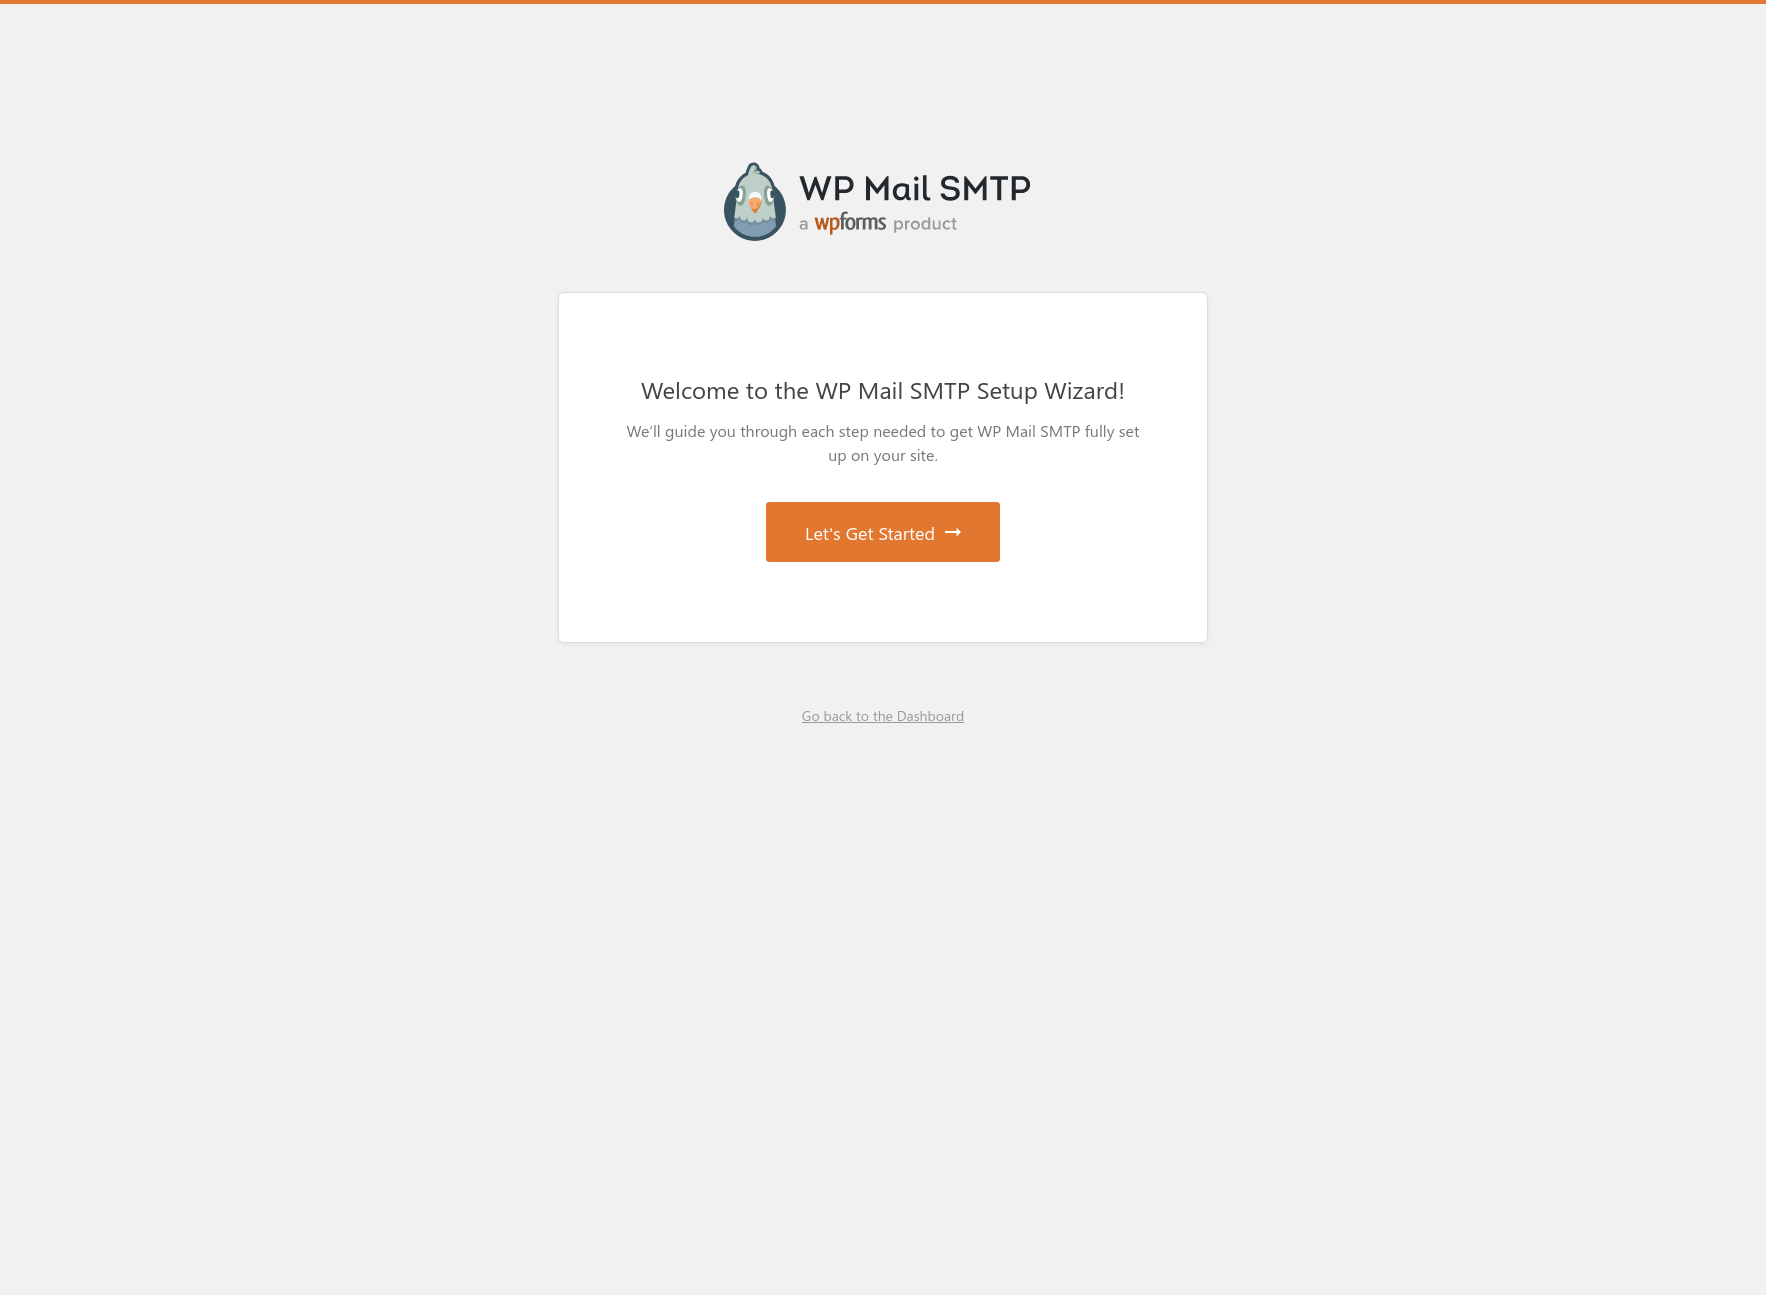 WP Mail SMTP
a wpforms product
Welcome to the WP Mail SMTP Setup Wizard!
We’ll guide you through each step needed to get WP Mail SMTP fully set
up on your site.
Let's Get Started →
Go back to the Dashboard